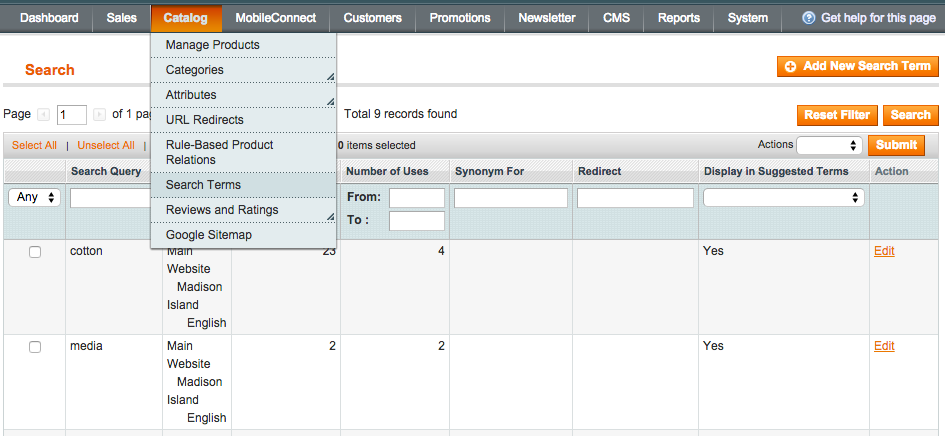 Dashboard Sales Catalog MobileConnect Customers Promotions Newsletter CMS Reports System Get help for this page
Manage Products
Categories
Attributes
URL Redirects
Rule-Based Product
Relations
Search Terms
Reviews and Ratings
Google Sitemap
Search Add New Search Term
Page 1 of 1 Total 9 records found Reset Filter Search
Select All | Unselect All | 0 items selected Actions Submit
Search Query Number of Uses Synonym For Redirect Display in Suggested Terms Action
Any From:
To :
cotton Main 23 4 Yes Edit
Website
Madison
Island
English
media Main 2 2 Yes Edit
Website
Madison
Island
English